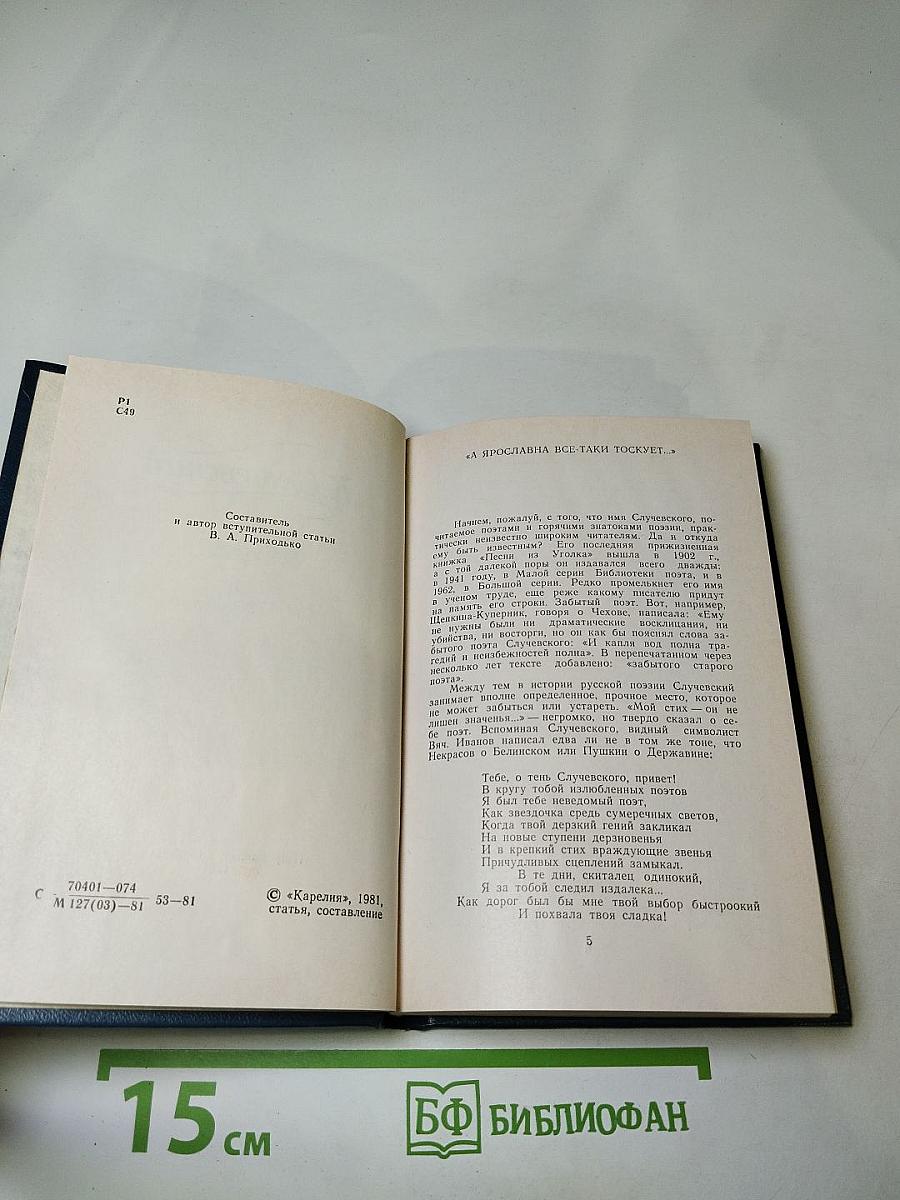 Р1
С49
Составитель
и автор вступительной статьи
В. А. Приходько
С 70401—074
М 127(03)—81 53—81
© «Карелия», 1981,
статья, составление
«А ЯРОСЛАВНА ВСЕ-ТАКИ ТОСКУЕТ...»
Начнем, пожалуй, с того, что имя Случевского, по-
читаемое поэтами и горячими знатоками поэзии, прак-
тически неизвестно широким читателям. Да и откуда
ему быть известным? Его последняя прижизненная
книжка «Песни из Уголка» вышла в 1902 г.,
а с той далекой поры он издавался всего дважды:
в 1941 году, в Малой серии Библиотеки поэта, и в
1962, в Большой серии. Редко промелькнет его имя
в ученом труде, еще реже какому писателю придут
на память его строки. Забытый поэт. Вот, например,
Щепкина-Куперник, говоря о Чехове, написала: «Ему
не нужны были ни драматические восклицания, ни
убийства, ни восторги, но он как бы пояснял слова за-
бытого поэта Случевского: «И капля вод полна тра-
гедий и неизбежностей полна». В перепечатанном через
несколько лет тексте добавлено: «забытого старого
поэта».
Между тем в истории русской поэзии Случевский
занимает вполне определенное, прочное место, которое
не может забыться или устареть. «Мой стих — он не
лишен значенья...» — негромко, но твердо сказал о се-
бе поэт. Вспоминая Случевского, видный символист
Вяч. Иванов написал едва ли не в том же тоне, что
Некрасов о Белинском или Пушкин о Державине:
Тебе, о тень Случевского, привет!
В кругу тобой излюбленных поэтов
Я был тебе неведомый поэт,
Как звездочка средь сумеречных светов,
Когда твой дерзкий гений закликал
На новые ступени дерзновенья
И в крепкий стих враждующие звенья
Причудливых сцеплений замыкал.
В те дни, скиталец одинокий,
Я за тобой следил издалека...
Как дорог был бы мне твой выбор быстроокий
И похвала твоя сладка!
5
15 см
БФ БИБЛИОФАН